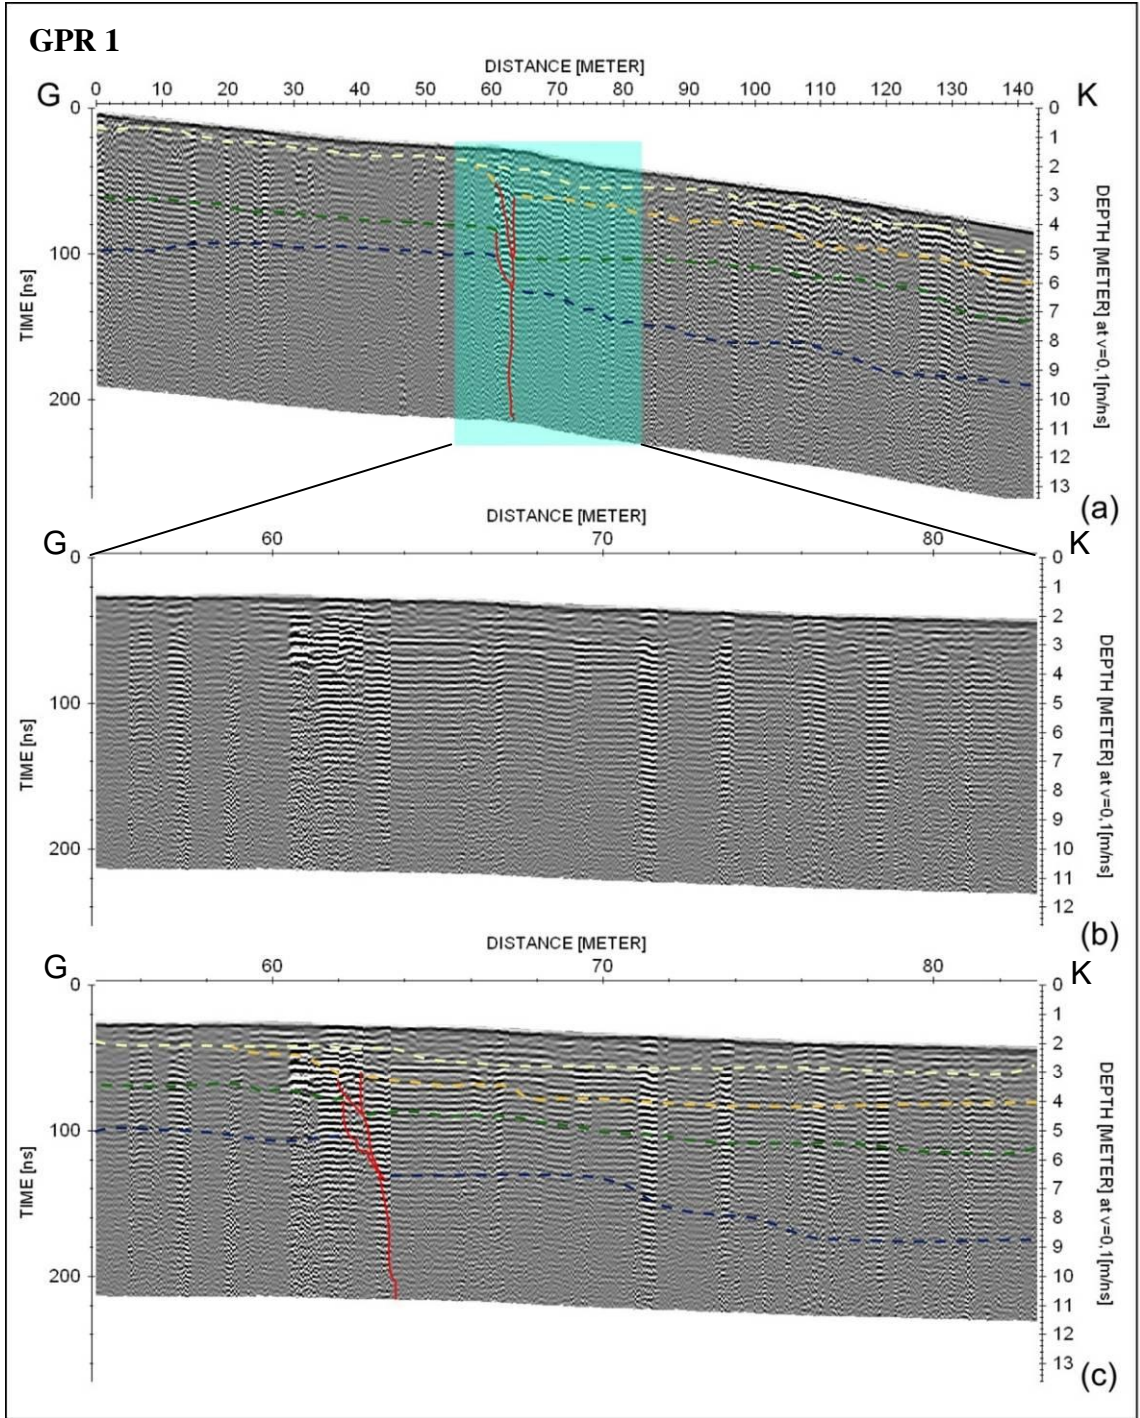 GPR 1
DISTANCE [METER]
G 0 10 20 30 40 50 60 70 80 90 100 110 120 130 140 K
0 100 200
TIME [ns]
0 1 2 3 4 5 6 7 8 9 10 11 12 13
DEPTH [METER] at v=0,1[m/ns]
(a)
DISTANCE [METER]
G 60 70 80 K
0 100 200
TIME [ns]
0 1 2 3 4 5 6 7 8 9 10 11 12
DEPTH [METER] at v=0,1[m/ns]
(b)
DISTANCE [METER]
G 60 70 80 K
0 100 200
TIME [ns]
0 1 2 3 4 5 6 7 8 9 10 11 12 13
DEPTH [METER] at v=0,1[m/ns]
(c)